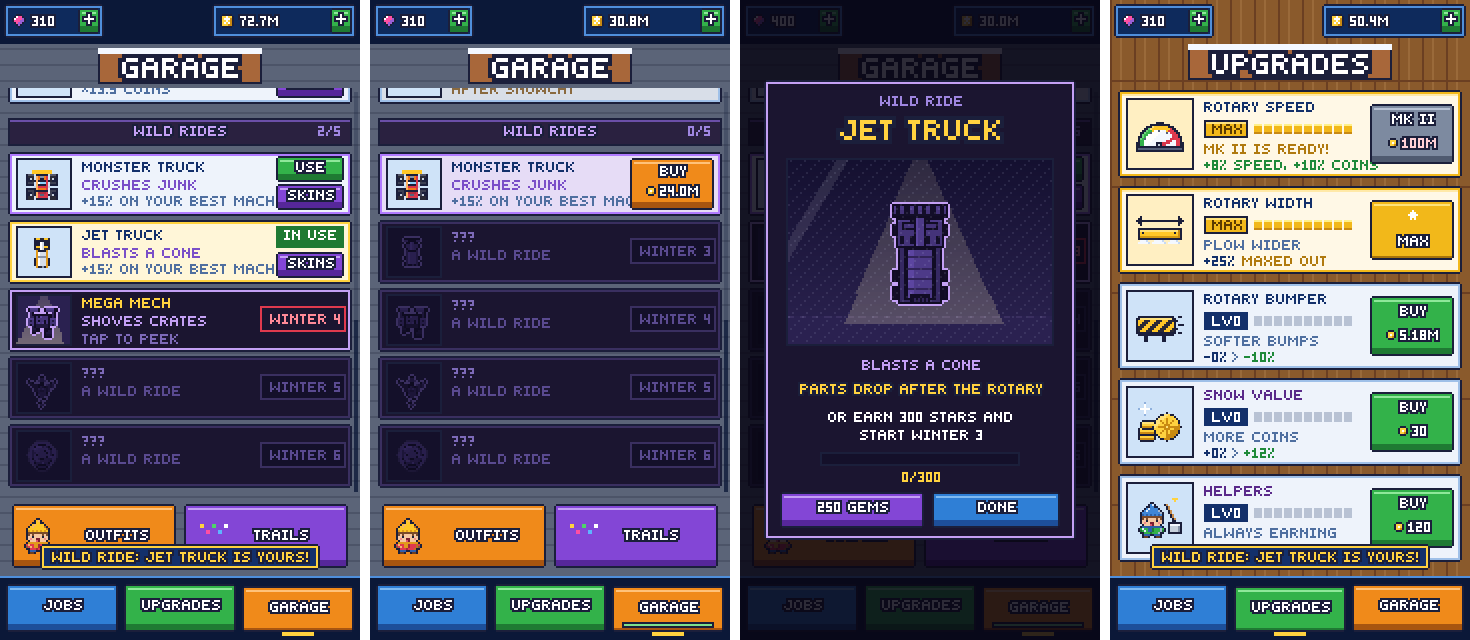 310
72.7M
GARAGE
×13.5 COINS
WILD RIDES 2/5
MONSTER TRUCK
CRUSHES JUNK
+15% ON YOUR BEST MACH
USE
SKINS
JET TRUCK
BLASTS A CONE
+15% ON YOUR BEST MACH
IN USE
SKINS
MEGA MECH
SHOVES CRATES
TAP TO PEEK
WINTER 4
???
A WILD RIDE
WINTER 5
???
A WILD RIDE
WINTER 6
OUTFITS
TRAILS
WILD RIDE: JET TRUCK IS YOURS!
JOBS
UPGRADES
GARAGE
310
30.8M
GARAGE
AFTER SNOWCAT
WILD RIDES 0/5
MONSTER TRUCK
CRUSHES JUNK
+15% ON YOUR BEST MAC
BUY
24.0M
???
A WILD RIDE
WINTER 3
???
A WILD RIDE
WINTER 4
???
A WILD RIDE
WINTER 5
???
A WILD RIDE
WINTER 6
OUTFITS
TRAILS
JOBS
UPGRADES
GARAGE
400
30.0M
GARAGE
WILD RIDE
JET TRUCK
BLASTS A CONE
PARTS DROP AFTER THE ROTARY
OR EARN 300 STARS AND
START WINTER 3
0/300
250 GEMS
DONE
JOBS
UPGRADES
GARAGE
310
50.4M
UPGRADES
ROTARY SPEED
MAX
MK II IS READY!
+8% SPEED, +10% COINS
MK II
100M
ROTARY WIDTH
MAX
PLOW WIDER
+25% MAXED OUT
MAX
ROTARY BUMPER
LV0
SOFTER BUMPS
-0% > -10%
BUY
5.18M
SNOW VALUE
LV0
MORE COINS
+0% > +12%
BUY
30
HELPERS
LV0
ALWAYS EARNING
BUY
120
WILD RIDE: JET TRUCK IS YOURS!
JOBS
UPGRADES
GARAGE